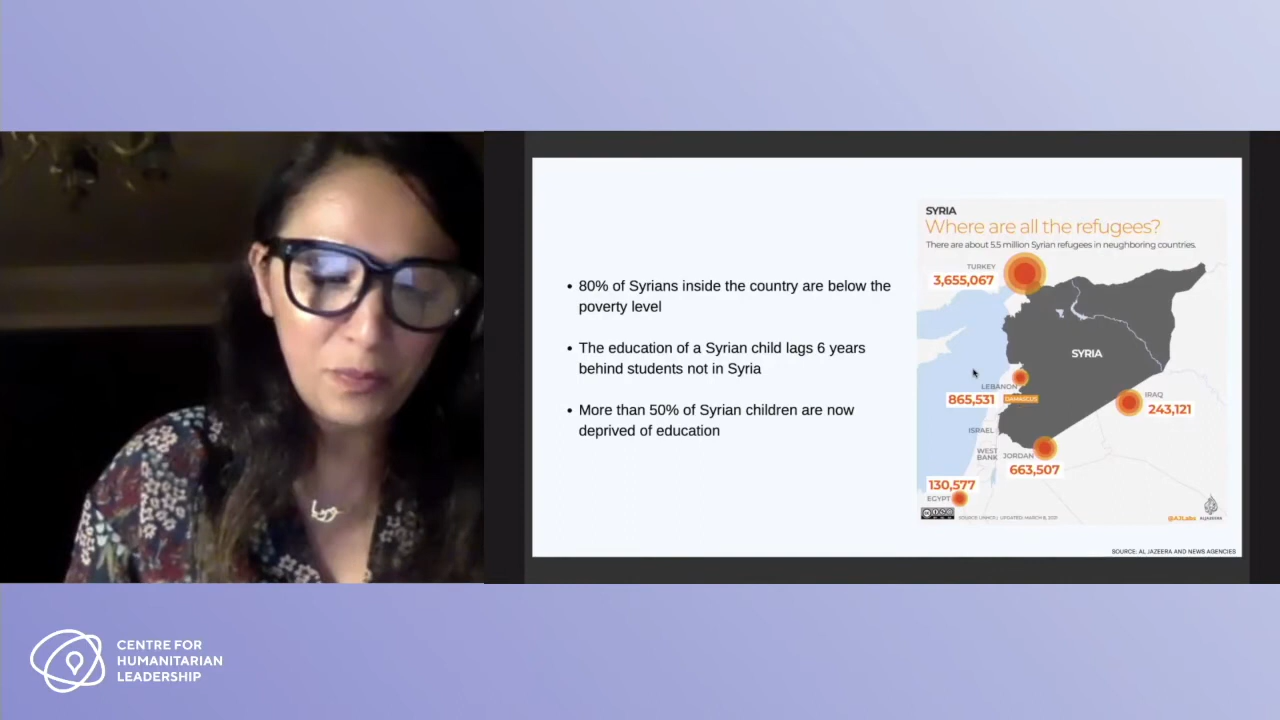 80% of Syrians inside the country are below the
poverty level
The education of a Syrian child lags 6 years
behind students not in Syria
More than 50% of Syrian children are now
deprived of education
SYRIA
Where are all the refugees?
There are about 5.5 million Syrian refugees in neighboring countries.
TURKEY
3,655,067
SYRIA
LEBANON
865,531
DAMASCUS
IRAQ
243,121
ISRAEL
WEST
BANK
JORDAN
663,507
130,577
EGYPT
@AJLabs
ALJAZEERA
SOURCE: AL JAZEERA AND NEWS AGENCIES
CENTRE FOR
HUMANITARIAN
LEADERSHIP